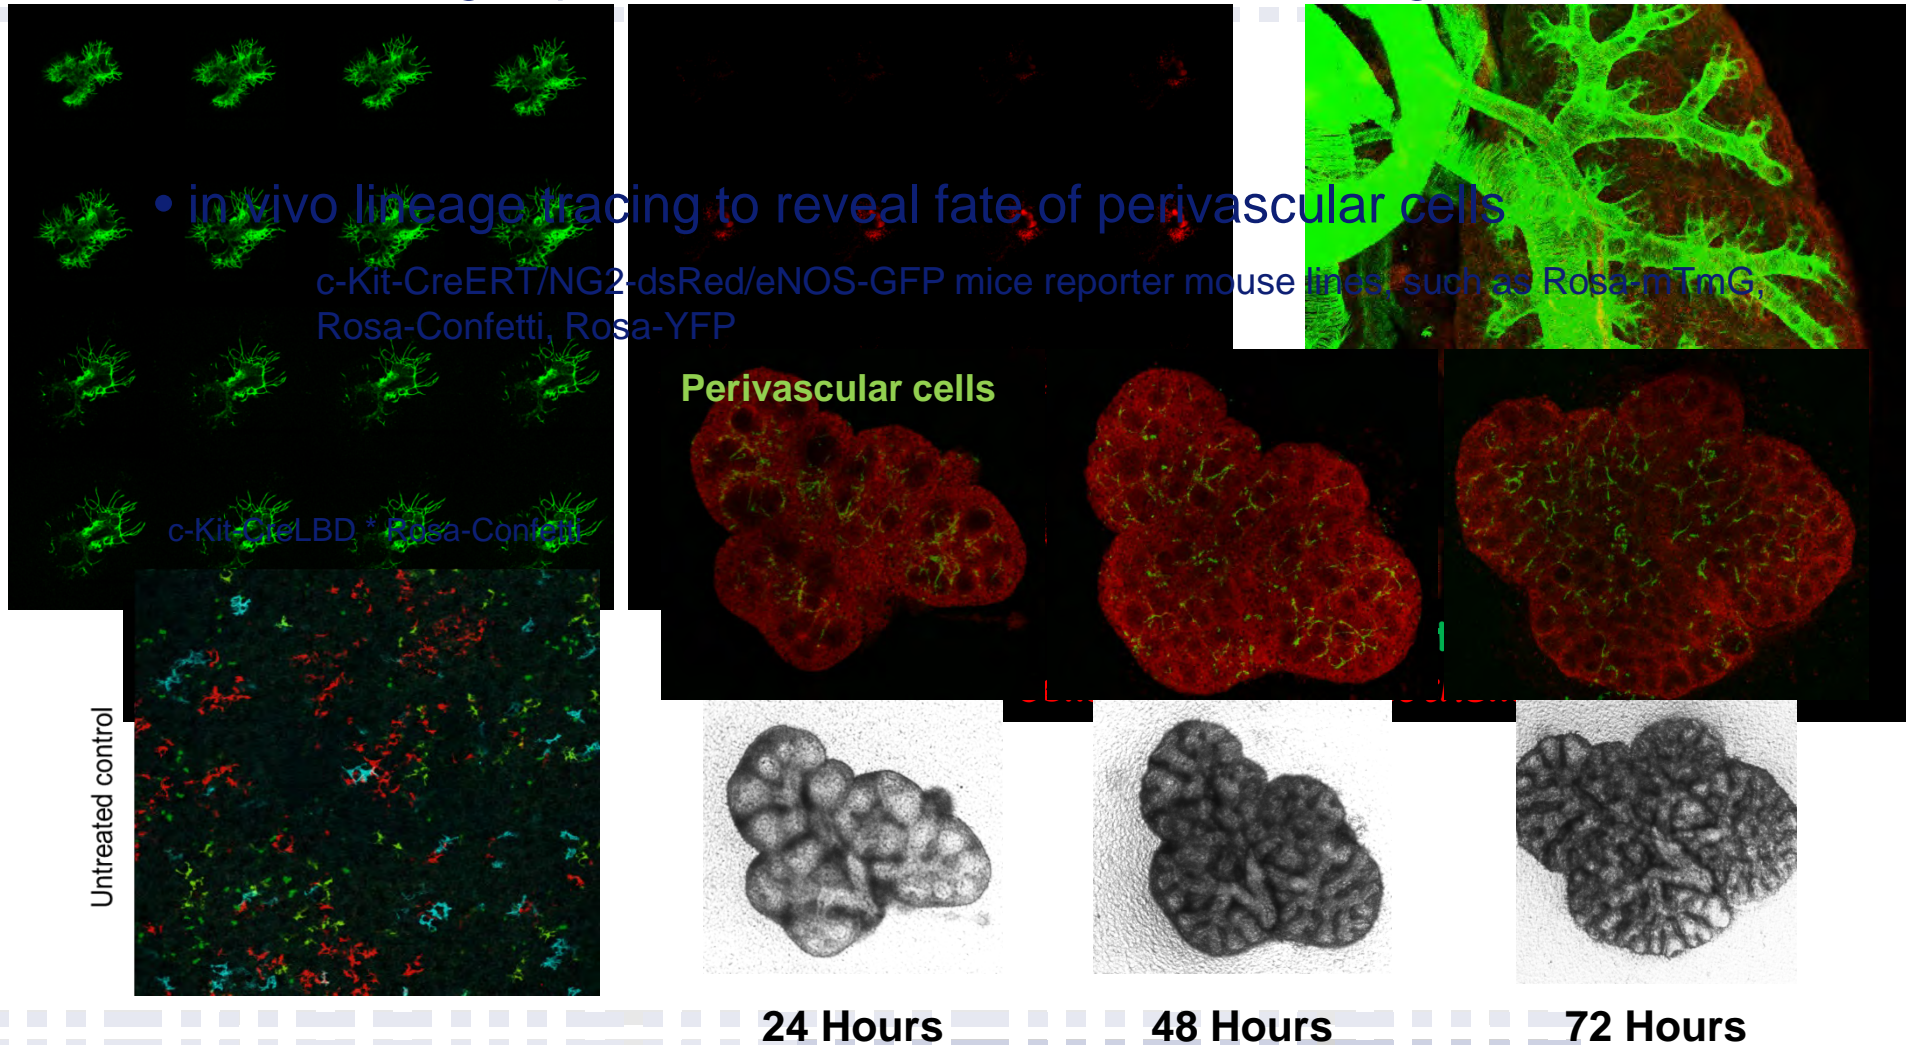 • in vivo lineage tracing to reveal fate of perivascular cells
c-Kit-CreERT/NG2-dsRed/eNOS-GFP mice reporter mouse lines, such as Rosa-mTmG,
Rosa-Confetti, Rosa-YFP
Perivascular cells
c-Kit-CreLBD * Rosa-Confetti
Untreated control
24 Hours
48 Hours
72 Hours